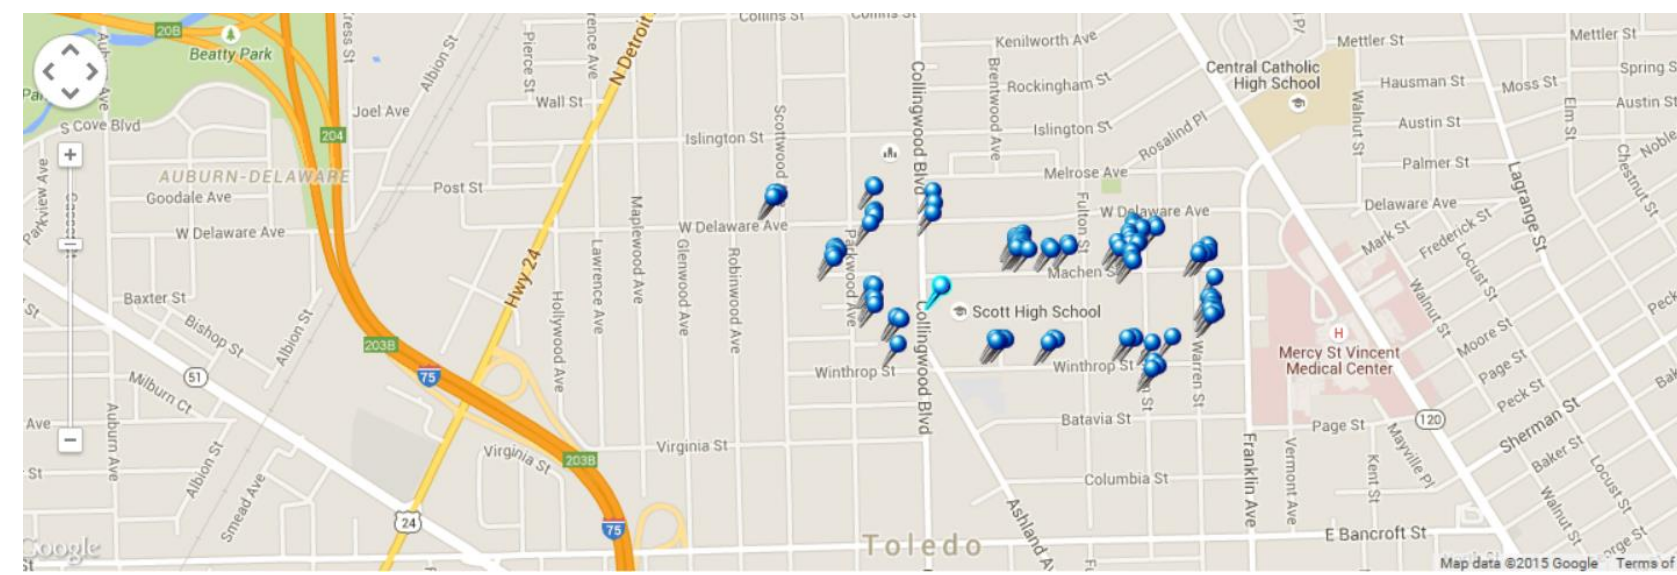 20B
Beatty Park
Cress St
Albion St
Pierce St
N Detroit
Collins St
Collins St
Collingwood Blvd
Kenilworth Ave
Brentwood Ave
Rockingham St
Central Catholic
High School
Mettler St
Mettler St
Hausman St
Moss St
Spring S
Elm St
Austin St
Austin St
Noble
Joel Ave
Wall St
S Cove Blvd
204
Islington St
Islington St
Rosalind Pl
Walnut St
Palmer St
Lagrange St
Chestnut St
Parkview Ave
AUBURN-DELAWARE
Goodale Ave
Post St
Scottwood
Melrose Ave
Fulton St
W Delaware Ave
W Delaware Ave
W Delaware Ave
Delaware Ave
Mark St
Frederick St
Locust St
Maplewood Ave
Glenwood Ave
Robinwood Ave
Lawrence Ave
Hollywood Ave
Parkwood Ave
Hwy 24
Machen S
Baxter St
Bishop St
Albion St
Scott High School
Collingwood Blvd
H
Mercy St Vincent
Medical Center
Walnut St
Moore St
Page St
Peck St
Peck
203B
75
51
Milburn Ct
Winthrop St
Winthrop St
Warren St
Batavia St
Page St
120
Sherman St
Baker St
Auburn Ave
Ave
St
Albion St
Smead Ave
Virginia St
Virginia St
203B
Columbia St
Franklin Ave
Vermont Ave
Kent St
Mayville Pl
Locust St
Walnut St
Ashland Av
24
75
Toledo
E Bancroft St
orge St
Google
St
Map data ©2015 Google
Terms of